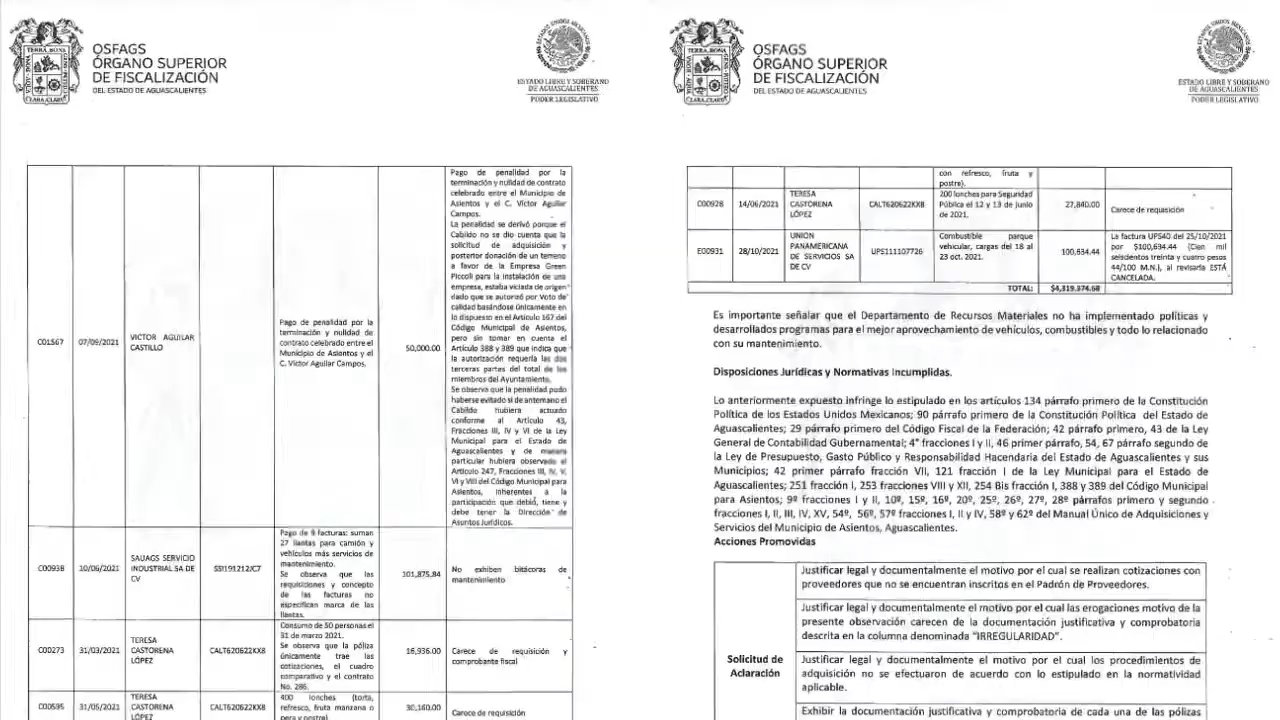 OSFAGS
ÓRGANO SUPERIOR
DE FISCALIZACIÓN
DEL ESTADO DE AGUASCALIENTES
ESTADO LIBRE Y SOBERANO
DE AGUASCALIENTES
PODER LEGISLATIVO
C01567
07/09/2021
VICTOR AGUILAR
CASTILLO
Pago de penalidad por la
terminación y nulidad de
contrato celebrado entre el
Municipio de Asientos y el
C. Victor Aguilar Campos.
50,000.00
Pago de penalidad por la
terminación y nulidad de contrato
celebrado entre el Municipio de
Asientos y el C. Víctor Aguilar
Campos.
La penalidad se derivó porque el
Cabildo no se dio cuenta que la
solicitud de adquisición y
posterior donación de un terreno
a favor de la Empresa Green
Piccoli para la instalación de una
empresa, estaba viciada de origen
dado que se autorizó por Voto de
calidad basándose únicamente en
lo dispuesto en el Artículo 167 del
Código Municipal de Asientos,
pero sin tomar en cuenta el
Artículo 388 y 389 que indica que
la autorización requería las dos
terceras partes del total de los
miembros del Ayuntamiento.
Se observa que la penalidad pudo
haberse evitado si de antemano el
Cabildo hubiera actuado
conforme al Artículo 43,
Fracciones III, IV y VI de la Ley
Municipal para el Estado de
Aguascalientes y de manera
particular hubiera observado el
Artículo 247, Fracciones III, IV, V,
VI y VIII del Código Municipal para
Asientos, inherentes a la
participación que debió, tiene y
debe tener la Dirección de
Asuntos Jurídicos.
C00938
10/06/2021
SAUAGS SERVICIO
INDUSTRIAL SA DE
CV
Pago de 9 facturas: suman
27 llantas para camión y
vehículos más servicios de
mantenimiento.
Se observa que las
requisiciones y concepto
de las facturas no
especifican marca de las
llantas.
101,875.84
No exhiben bitácoras de
mantenimiento
C00273
31/03/2021
TERESA
CASTORENA
LÓPEZ
CALT620622KX8
Consumo de 50 personas el
31 de marzo 2021.
Se observa que la póliza
únicamente trae las
cotizaciones, el cuadro
comparativo y el contrato
No. 286.
16,936.00
Carece de requisición y
comprobante fiscal
C00595
31/05/2021
TERESA
CASTORENA
LÓPEZ
CALT620622KX8
400 lonches (torta,
refresco, fruta manzana o
pera y postre)
30,160.00
Carece de requisición
OSFAGS
ÓRGANO SUPERIOR
DE FISCALIZACIÓN
DEL ESTADO DE AGUASCALIENTES
ESTADO LIBRE Y SOBERANO
DE AGUASCALIENTES
PODER LEGISLATIVO
con refresco, fruta y
postre).
C00928
14/06/2021
TERESA
CASTORENA
LÓPEZ
CALT620622KX8
200 lonches para Seguridad
Pública el 12 y 13 de junio
de 2021.
27,840.00
Carece de requisición
E00931
28/10/2021
UNION
PANAMERICANA
DE SERVICIOS SA
DE CV
UPS111107726
Combustible parque
vehicular, cargas del 18 al
23 oct. 2021.
100,634.44
La factura UPS40 del 25/10/2021
por $100,634.44 (Cien mil
seiscientos treinta y cuatro pesos
44/100 M.N.), al revisarla ESTÁ
CANCELADA.
TOTAL:
$4,319,374.68
Es importante señalar que el Departamento de Recursos Materiales no ha implementado políticas y
desarrollados programas para el mejor aprovechamiento de vehículos, combustibles y todo lo relacionado
con su mantenimiento.
Disposiciones Jurídicas y Normativas Incumplidas.
Lo anteriormente expuesto infringe lo estipulado en los artículos 134 párrafo primero de la Constitución
Política de los Estados Unidos Mexicanos; 90 párrafo primero de la Constitución Política del Estado de
Aguascalientes; 29 párrafo primero del Código Fiscal de la Federación; 42 párrafo primero, 43 de la Ley
General de Contabilidad Gubernamental; 4° fracciones I y II, 46 primer párrafo, 54, 67 párrafo segundo de
la Ley de Presupuesto, Gasto Público y Responsabilidad Hacendaria del Estado de Aguascalientes y sus
Municipios; 42 primer párrafo fracción VII, 121 fracción I de la Ley Municipal para el Estado de
Aguascalientes; 251 fracción I, 253 fracciones VIII y XII, 254 Bis fracción I, 388 y 389 del Código Municipal
para Asientos; 9º fracciones I y II, 10º, 15º, 16º, 20º, 25º, 26º, 27º, 28º párrafos primero y segundo
fracciones I, II, III, IV, XV, 54º, 56º, 57º fracciones I, II y IV, 58º y 62º del Manual Único de Adquisiciones y
Servicios del Municipio de Asientos, Aguascalientes.
Acciones Promovidas
Solicitud de
Aclaración
Justificar legal y documentalmente el motivo por el cual se realizan cotizaciones con
proveedores que no se encuentran inscritos en el Padrón de Proveedores.
Justificar legal y documentalmente el motivo por el cual las erogaciones motivo de la
presente observación carecen de la documentación justificativa y comprobatoria
descrita en la columna denominada "IRREGULARIDAD".
Justificar legal y documentalmente el motivo por el cual los procedimientos de
adquisición no se efectuaron de acuerdo con lo estipulado en la normatividad
aplicable.
Exhibir la documentación justificativa y comprobatoria de cada una de las pólizas